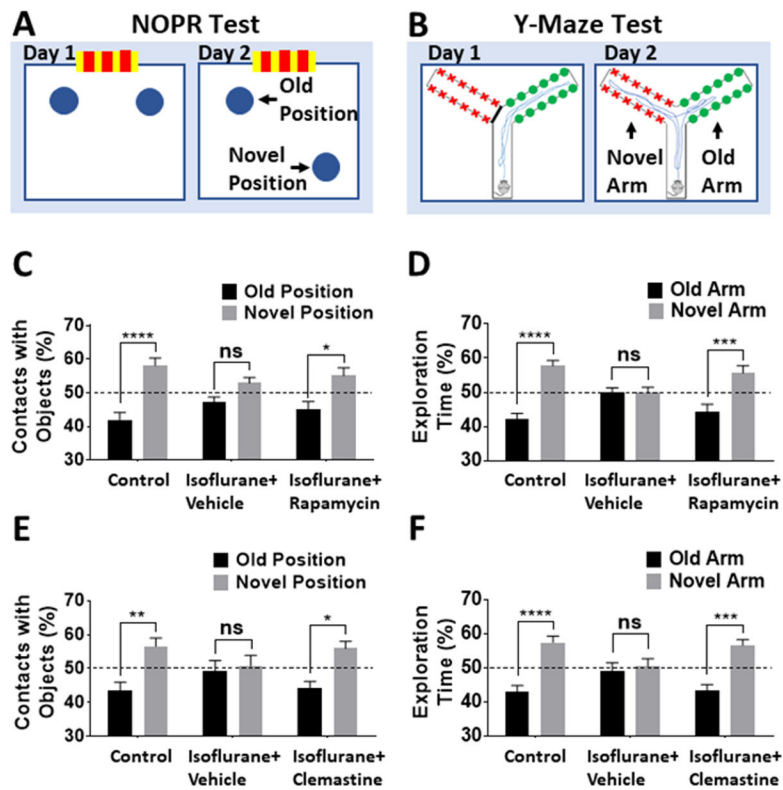 A NOPR Test
Day 1
Day 2
Old
Position
Novel
Position
B Y-Maze Test
Day 1
Day 2
Novel
Arm
Old
Arm
C
Old Position
Novel Position
Contacts with
Objects (%)
70
60
50
40
30
****
ns
*
Control
Isoflurane+
Vehicle
Isoflurane+
Rapamycin
D
Old Arm
Novel Arm
Exploration
Time (%)
70
60
50
40
30
****
ns
***
Control
Isoflurane+
Vehicle
Isoflurane+
Rapamycin
E
Old Position
Novel Position
Contacts with
Objects (%)
70
60
50
40
30
**
ns
*
Control
Isoflurane+
Vehicle
Isoflurane+
Clemastine
F
Old Arm
Novel Arm
Exploration
Time (%)
70
60
50
40
30
****
ns
***
Control
Isoflurane+
Vehicle
Isoflurane+
Clemastine